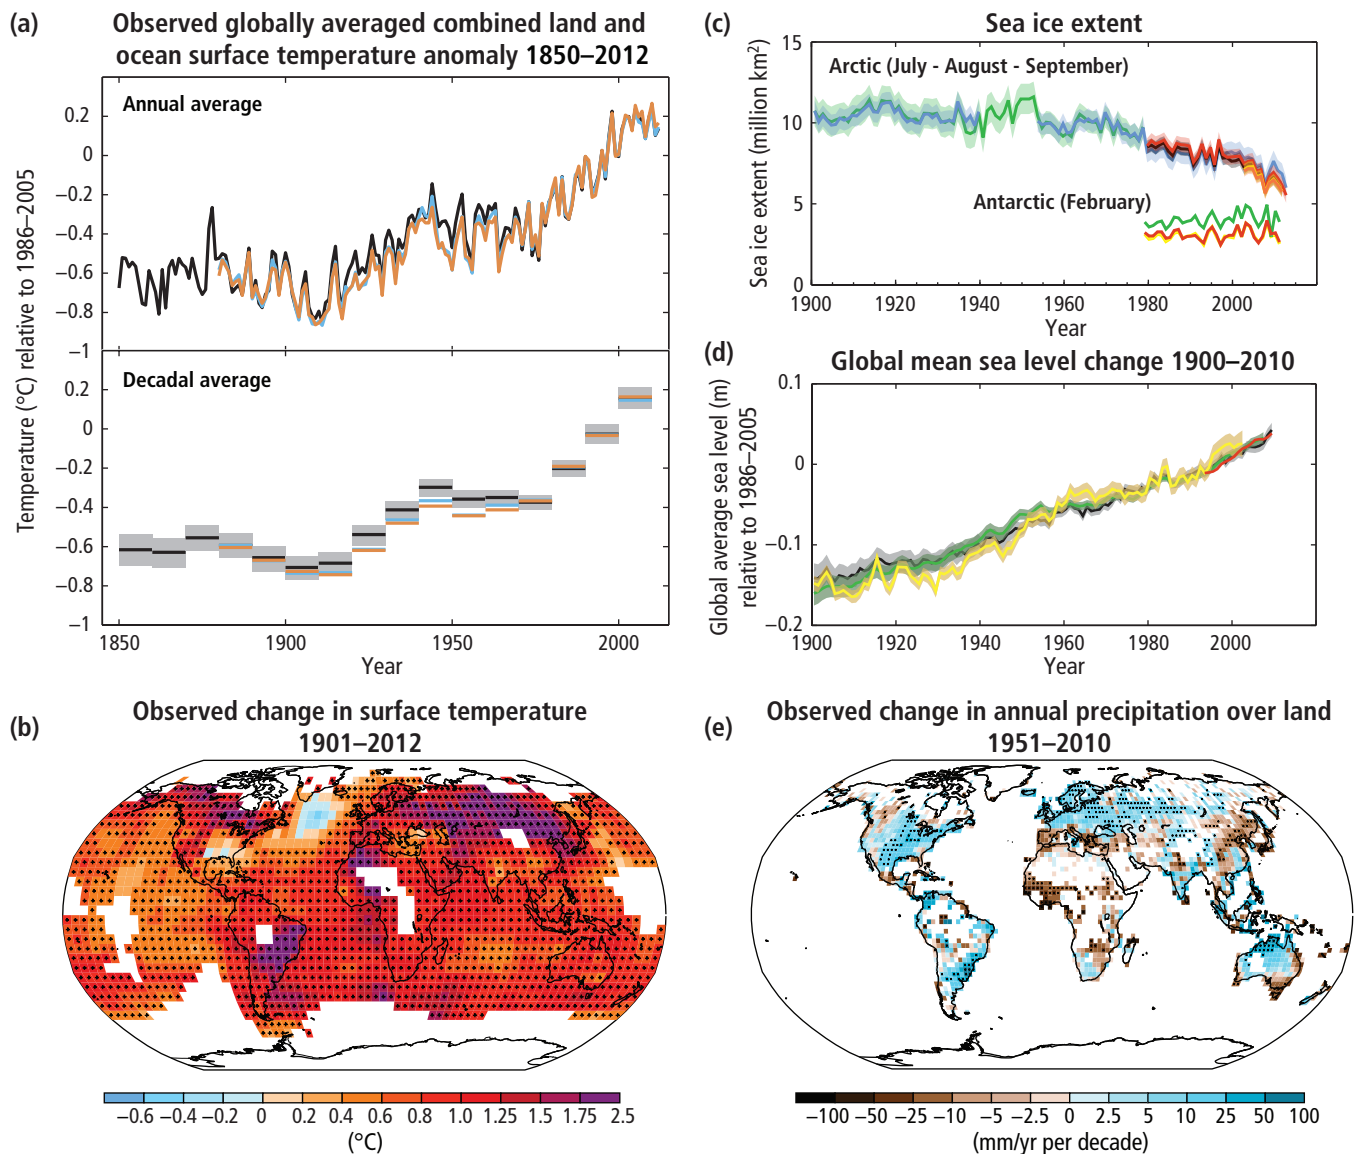 (a)
Observed globally averaged combined land and
ocean surface temperature anomaly 1850–2012
Annual average
0.2
0
−0.2
−0.4
−0.6
−0.8
−1
Decadal average
0.2
0
−0.2
−0.4
−0.6
−0.8
−1
1850
1900
1950
2000
Year
Temperature (°C) relative to 1986–2005
(c)
Sea ice extent
Arctic (July - August - September)
Antarctic (February)
15
10
5
0
1900
1920
1940
1960
1980
2000
Year
Sea ice extent (million km²)
(d)
Global mean sea level change 1900–2010
0.1
0
−0.1
−0.2
1900
1920
1940
1960
1980
2000
Year
Global average sea level (m)
relative to 1986–2005
(b)
Observed change in surface temperature
1901–2012
−0.6
−0.4
−0.2
0
0.2
0.4
0.6
0.8
1.0
1.25
1.5
1.75
2.5
(°C)
(e)
Observed change in annual precipitation over land
1951–2010
−100
−50
−25
−10
−5
−2.5
0
2.5
5
10
25
50
100
(mm/yr per decade)